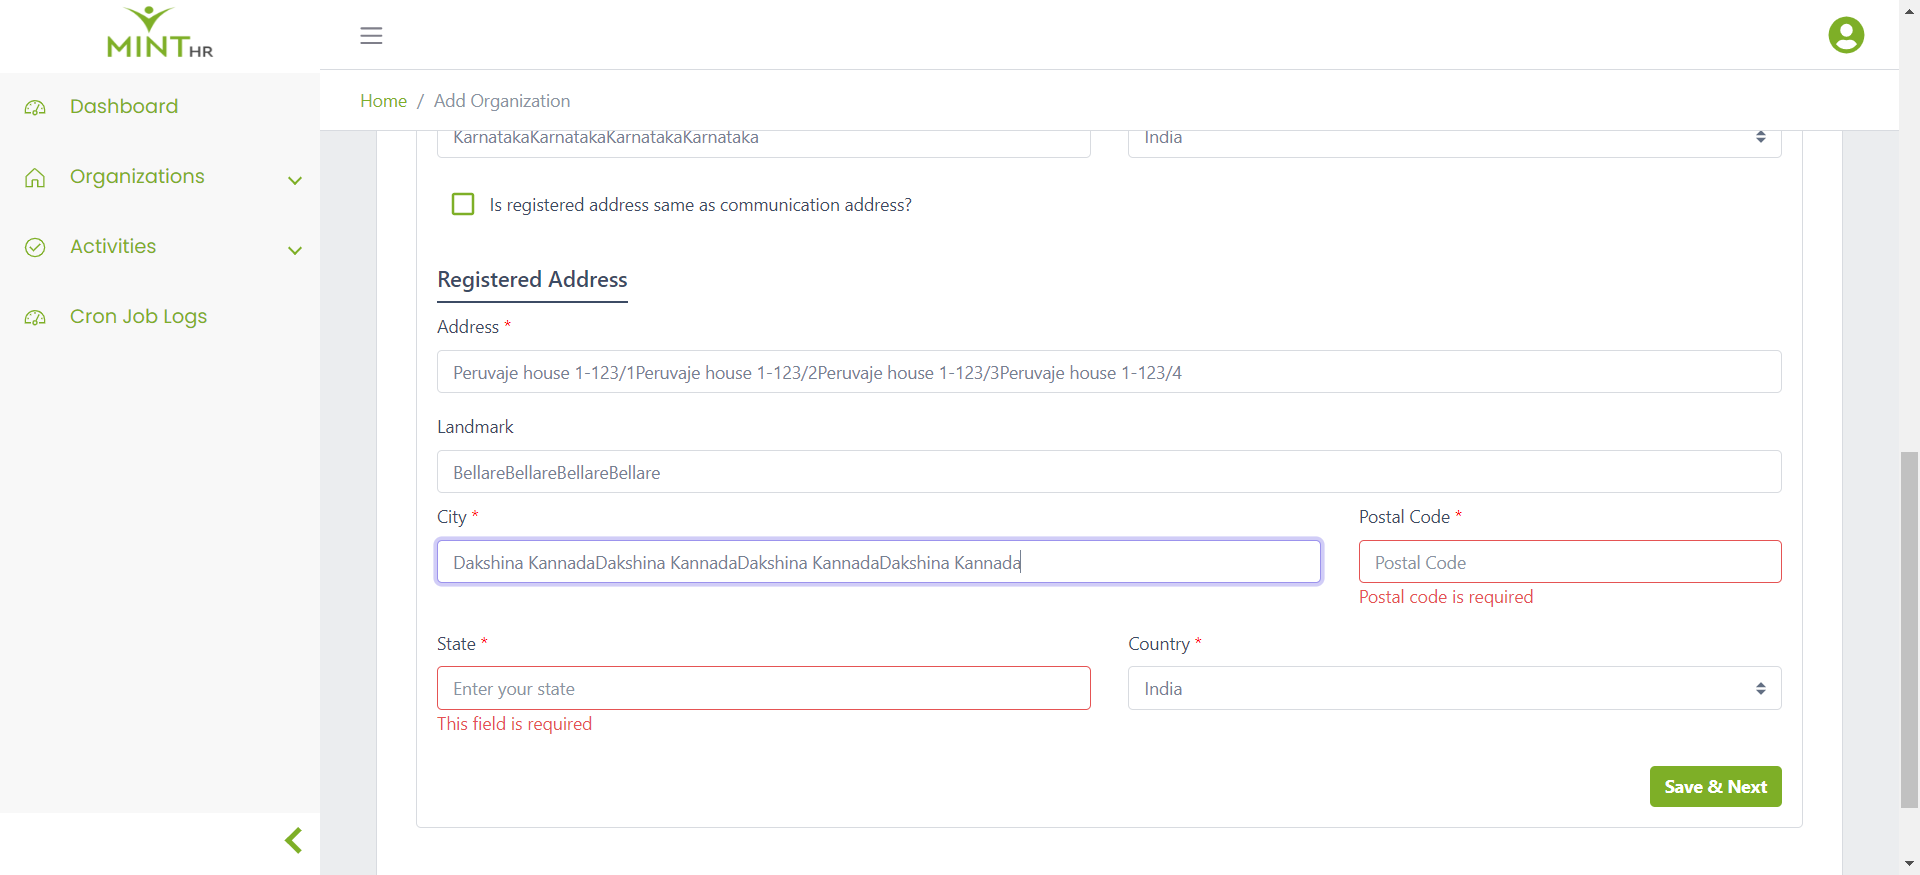 MINT HR
Dashboard
Organizations
Activities
Cron Job Logs
Home / Add Organization
KarnatakaKarnatakaKarnatakaKarnataka
India
Is registered address same as communication address?
Registered Address
Address *
Peruvaje house 1-123/1Peruvaje house 1-123/2Peruvaje house 1-123/3Peruvaje house 1-123/4
Landmark
BellareBellareBellareBellare
City *
Postal Code *
Dakshina KannadaDakshina KannadaDakshina KannadaDakshina Kannada
Postal Code
Postal code is required
State *
Country *
Enter your state
India
This field is required
Save & Next